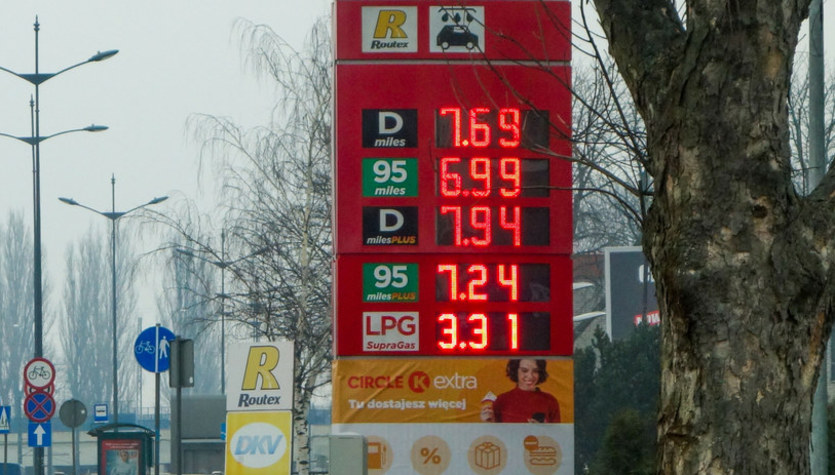 R
Routex
D
miles
7.69
95
miles
6.99
D
milesPLUS
7.94
95
milesPLUS
7.24
LPG
SupraGas
3.31
CIRCLE K extra
Tu dostajesz więcej
%
R
Routex
DKV